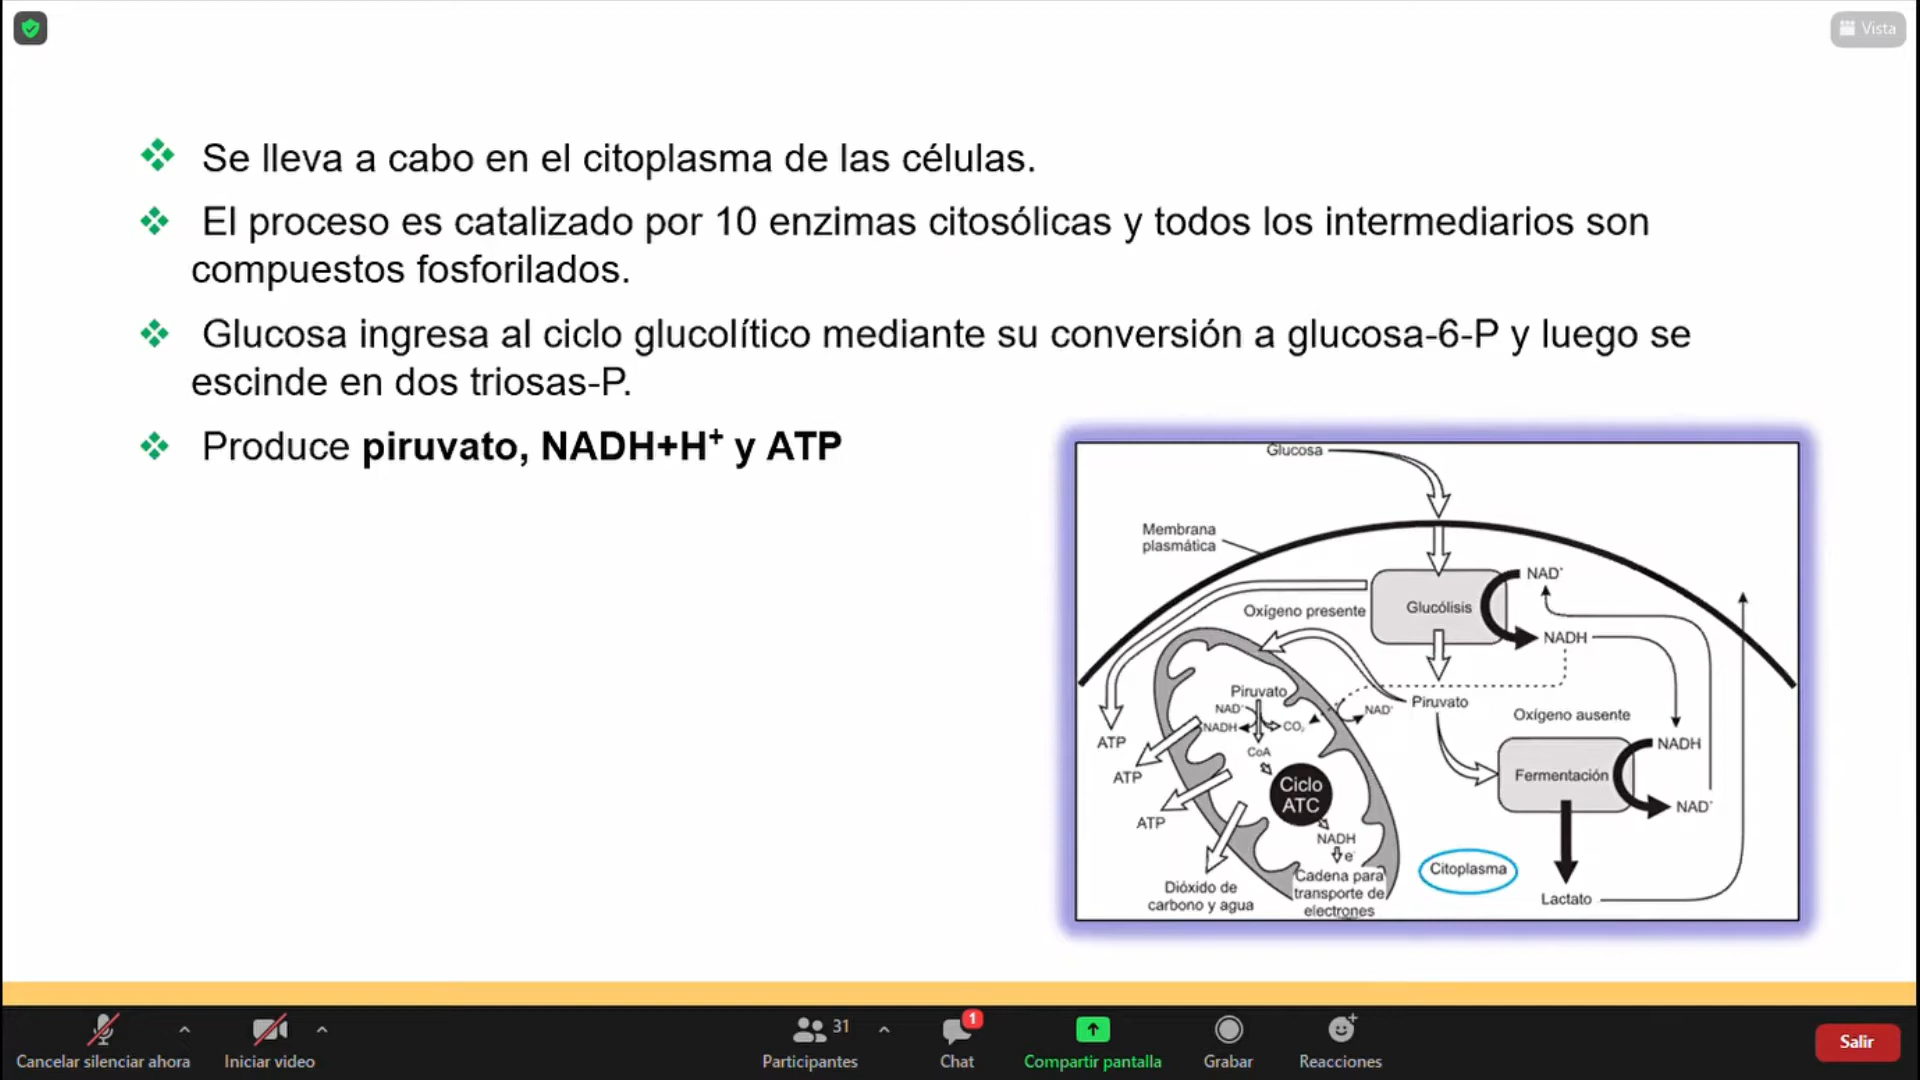 Vista
Se lleva a cabo en el citoplasma de las células.
El proceso es catalizado por 10 enzimas citosólicas y todos los intermediarios son
compuestos fosforilados.
Glucosa ingresa al ciclo glucolítico mediante su conversión a glucosa-6-P y luego se
escinde en dos triosas-P.
Produce piruvato, NADH+H⁺ y ATP
Glucosa
Membrana
plasmática
NAD⁺
Oxígeno presente
Glucólisis
NADH
Piruvato
NAD⁺
NADH
CO₂
CoA
NAD⁺
Piruvato
Oxígeno ausente
ATP
ATP
ATP
Ciclo
ATC
NADH
e⁻
Cadena para
transporte de
electrones
Dióxido de
carbono y agua
NADH
Fermentación
NAD⁺
Citoplasma
Lactato
Cancelar silenciar ahora
Iniciar video
31
Participantes
1
Chat
Compartir pantalla
Grabar
Reacciones
Salir